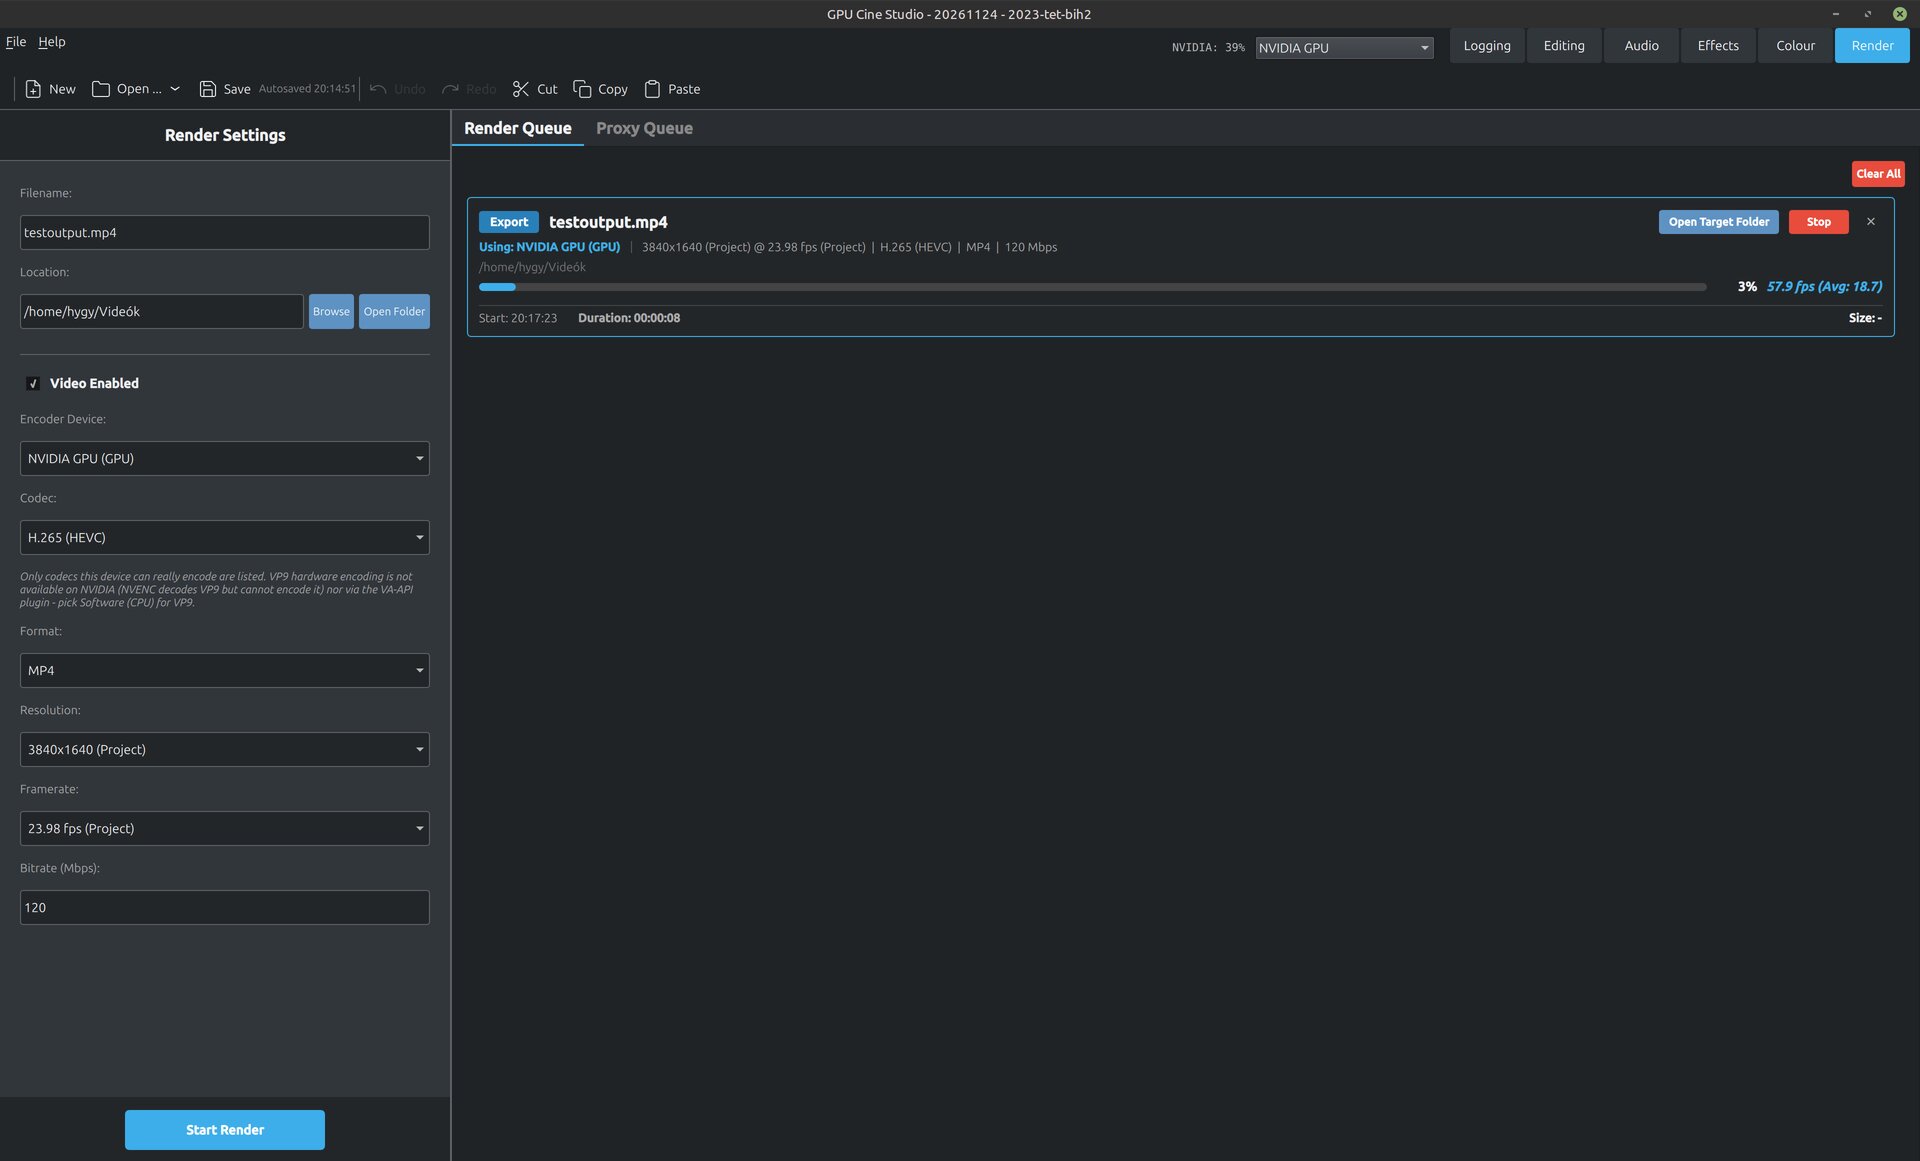 GPU Cine Studio - 20261124 - 2023-tet-bih2
File Help
NVIDIA: 39% NVIDIA GPU Logging Editing Audio Effects Colour Render
New Open ... Save Autosaved 20:14:51 Undo Redo Cut Copy Paste
Render Settings
Filename:
testoutput.mp4
Location:
/home/hygy/Videók Browse Open Folder
√ Video Enabled
Encoder Device:
NVIDIA GPU (GPU)
Codec:
H.265 (HEVC)
Only codecs this device can really encode are listed. VP9 hardware encoding is not
available on NVIDIA (NVENC decodes VP9 but cannot encode it) nor via the VA-API
plugin - pick Software (CPU) for VP9.
Format:
MP4
Resolution:
3840x1640 (Project)
Framerate:
23.98 fps (Project)
Bitrate (Mbps):
120
Start Render
Render Queue Proxy Queue
Clear All
Export testoutput.mp4 Open Target Folder Stop ×
Using: NVIDIA GPU (GPU) | 3840x1640 (Project) @ 23.98 fps (Project) | H.265 (HEVC) | MP4 | 120 Mbps
/home/hygy/Videók
3% 57.9 fps (Avg: 18.7)
Start: 20:17:23 Duration: 00:00:08 Size: -